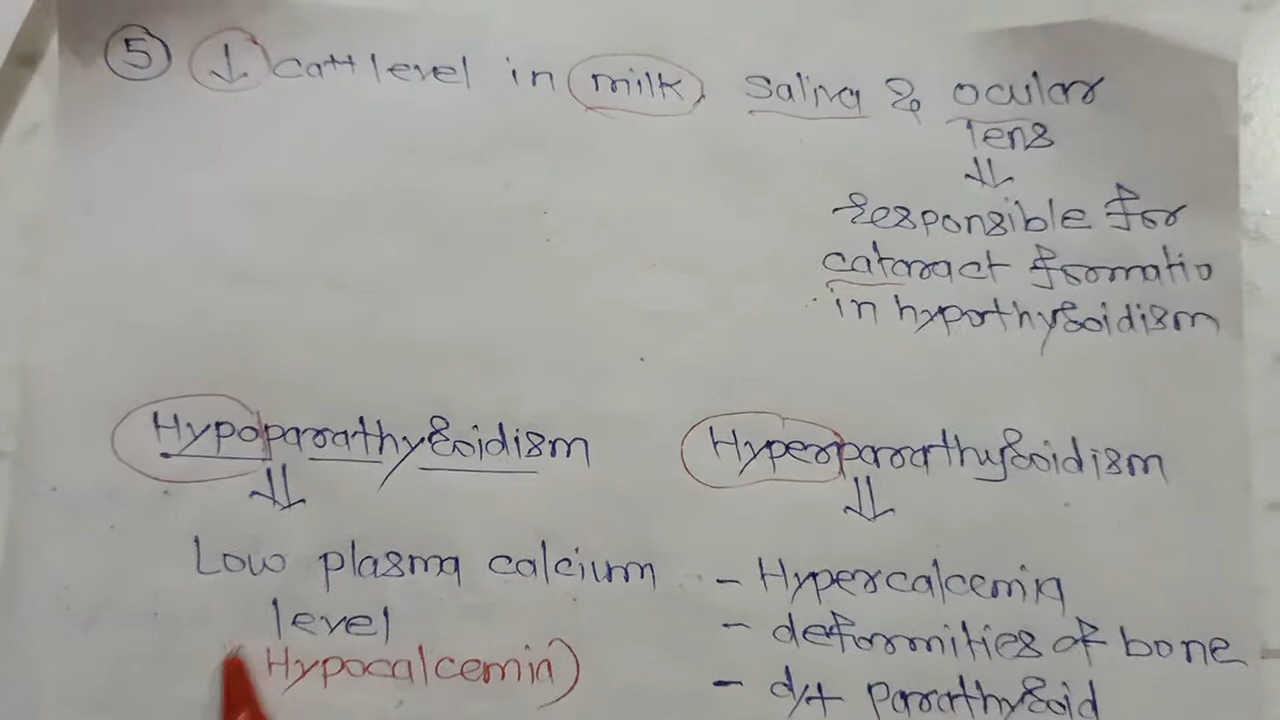 ⑤ ↓ Ca++ level in milk, saliva & ocular
lens
⇓
responsible for
cataract formatio
in hypothyroidism
Hypoparathyroidism
⇓
Low plasma calcium
level
Hypocalcemia)
Hyperparathyroidism
⇓
- Hypercalcemia
- deformities of bone
- d/t parathyroid